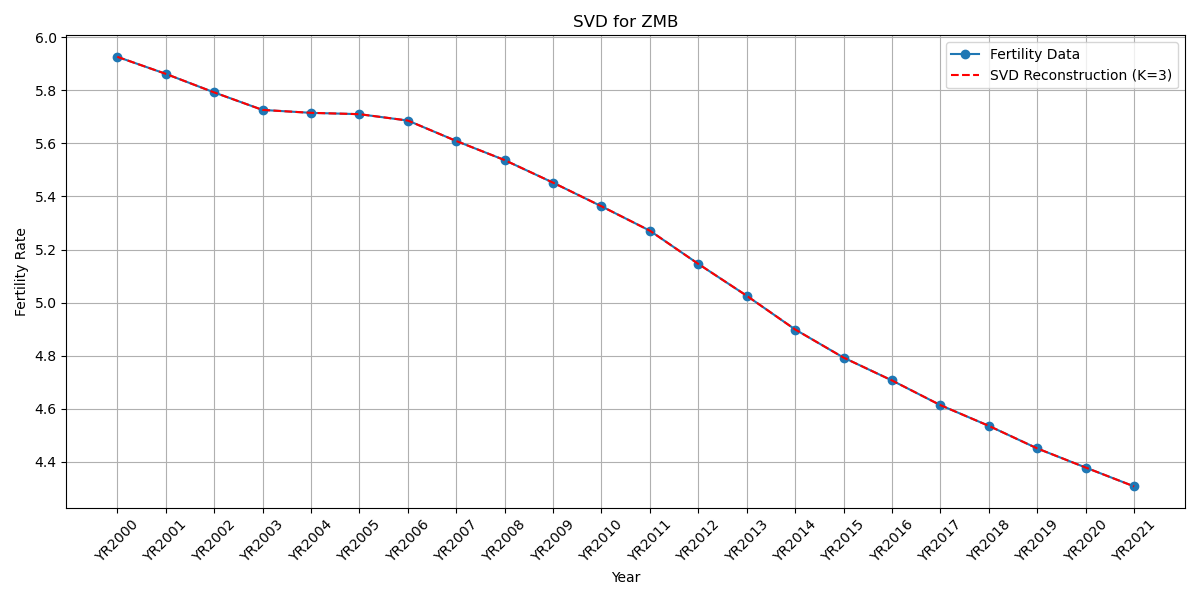 SVD for ZMB
Fertility Data
SVD Reconstruction (K=3)
Fertility Rate
6.0
5.8
5.6
5.4
5.2
5.0
4.8
4.6
4.4
YR2000
YR2001
YR2002
YR2003
YR2004
YR2005
YR2006
YR2007
YR2008
YR2009
YR2010
YR2011
YR2012
YR2013
YR2014
YR2015
YR2016
YR2017
YR2018
YR2019
YR2020
YR2021
Year